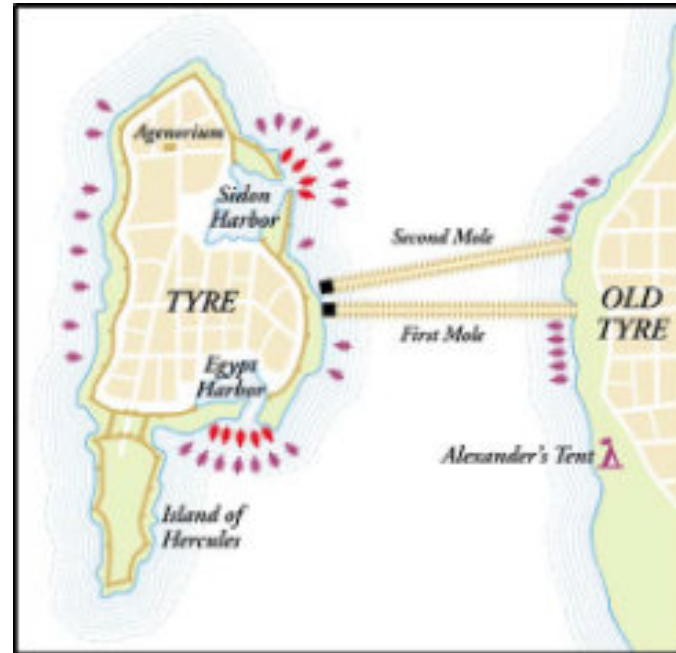 Agenorium
Sidon
Harbor
Second Mole
TYRE
OLD
TYRE
First Mole
Egypt
Harbor
Alexander's Tent
Island of
Hercules